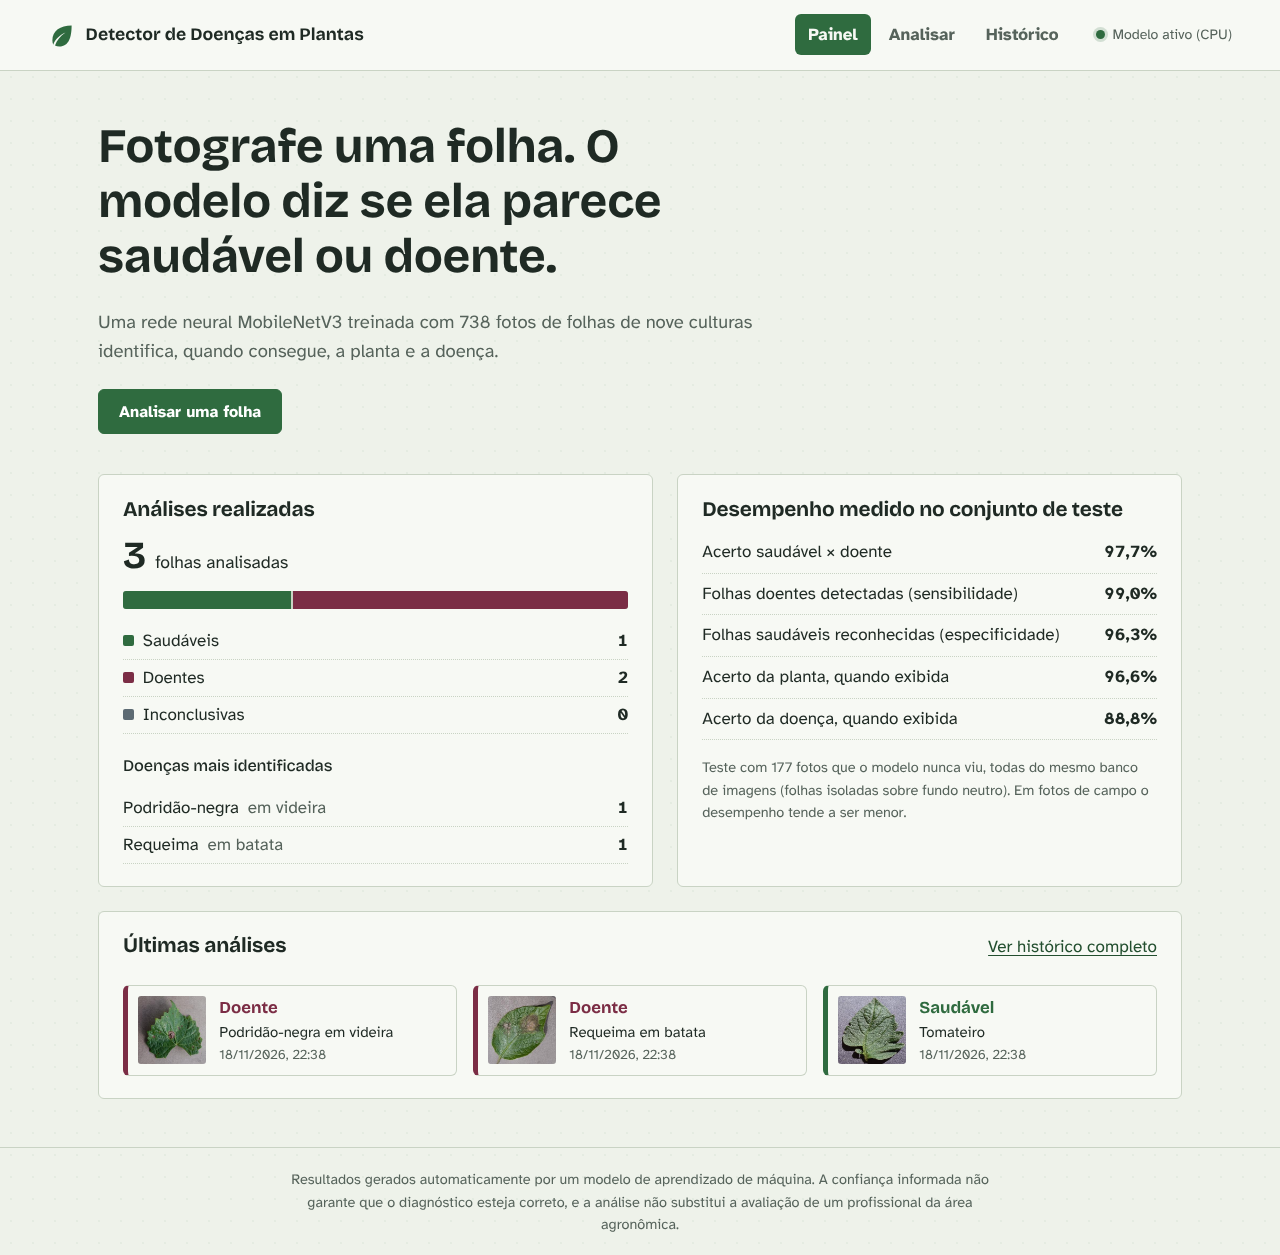 Detector de Doenças em Plantas
Painel
Analisar
Histórico
Modelo ativo (CPU)
Fotografe uma folha. O
modelo diz se ela parece
saudável ou doente.
Uma rede neural MobileNetV3 treinada com 738 fotos de folhas de nove culturas
identifica, quando consegue, a planta e a doença.
Analisar uma folha
Análises realizadas
3 folhas analisadas
Saudáveis 1
Doentes 2
Inconclusivas 0
Doenças mais identificadas
Podridão-negra em videira 1
Requeima em batata 1
Desempenho medido no conjunto de teste
Acerto saudável × doente 97,7%
Folhas doentes detectadas (sensibilidade) 99,0%
Folhas saudáveis reconhecidas (especificidade) 96,3%
Acerto da planta, quando exibida 96,6%
Acerto da doença, quando exibida 88,8%
Teste com 177 fotos que o modelo nunca viu, todas do mesmo banco
de imagens (folhas isoladas sobre fundo neutro). Em fotos de campo o
desempenho tende a ser menor.
Últimas análises
Ver histórico completo
Doente
Podridão-negra em videira
18/11/2026, 22:38
Doente
Requeima em batata
18/11/2026, 22:38
Saudável
Tomateiro
18/11/2026, 22:38
Resultados gerados automaticamente por um modelo de aprendizado de máquina. A confiança informada não
garante que o diagnóstico esteja correto, e a análise não substitui a avaliação de um profissional da área
agronômica.